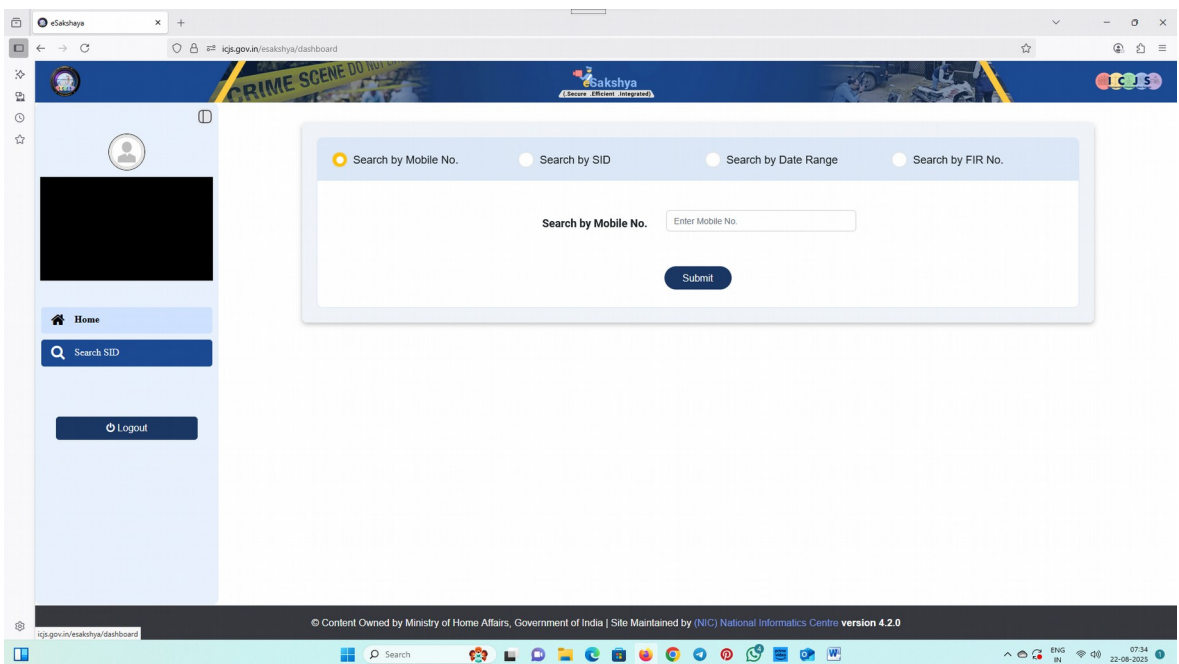 eSakshaya
icjs.gov.in/esakshya/dashboard
CRIME SCENE DO NOT
eSakshya
(.Secure .Efficient .Integrated)
ICJS
Search by Mobile No.
Search by SID
Search by Date Range
Search by FIR No.
Search by Mobile No.
Enter Mobile No.
Submit
Home
Search SID
Logout
© Content Owned by Ministry of Home Affairs, Government of India | Site Maintained by (NIC) National Informatics Centre version 4.2.0
icjs.gov.in/esakshya/dashboard
Search
ENG
IN
07:34
22-08-2025